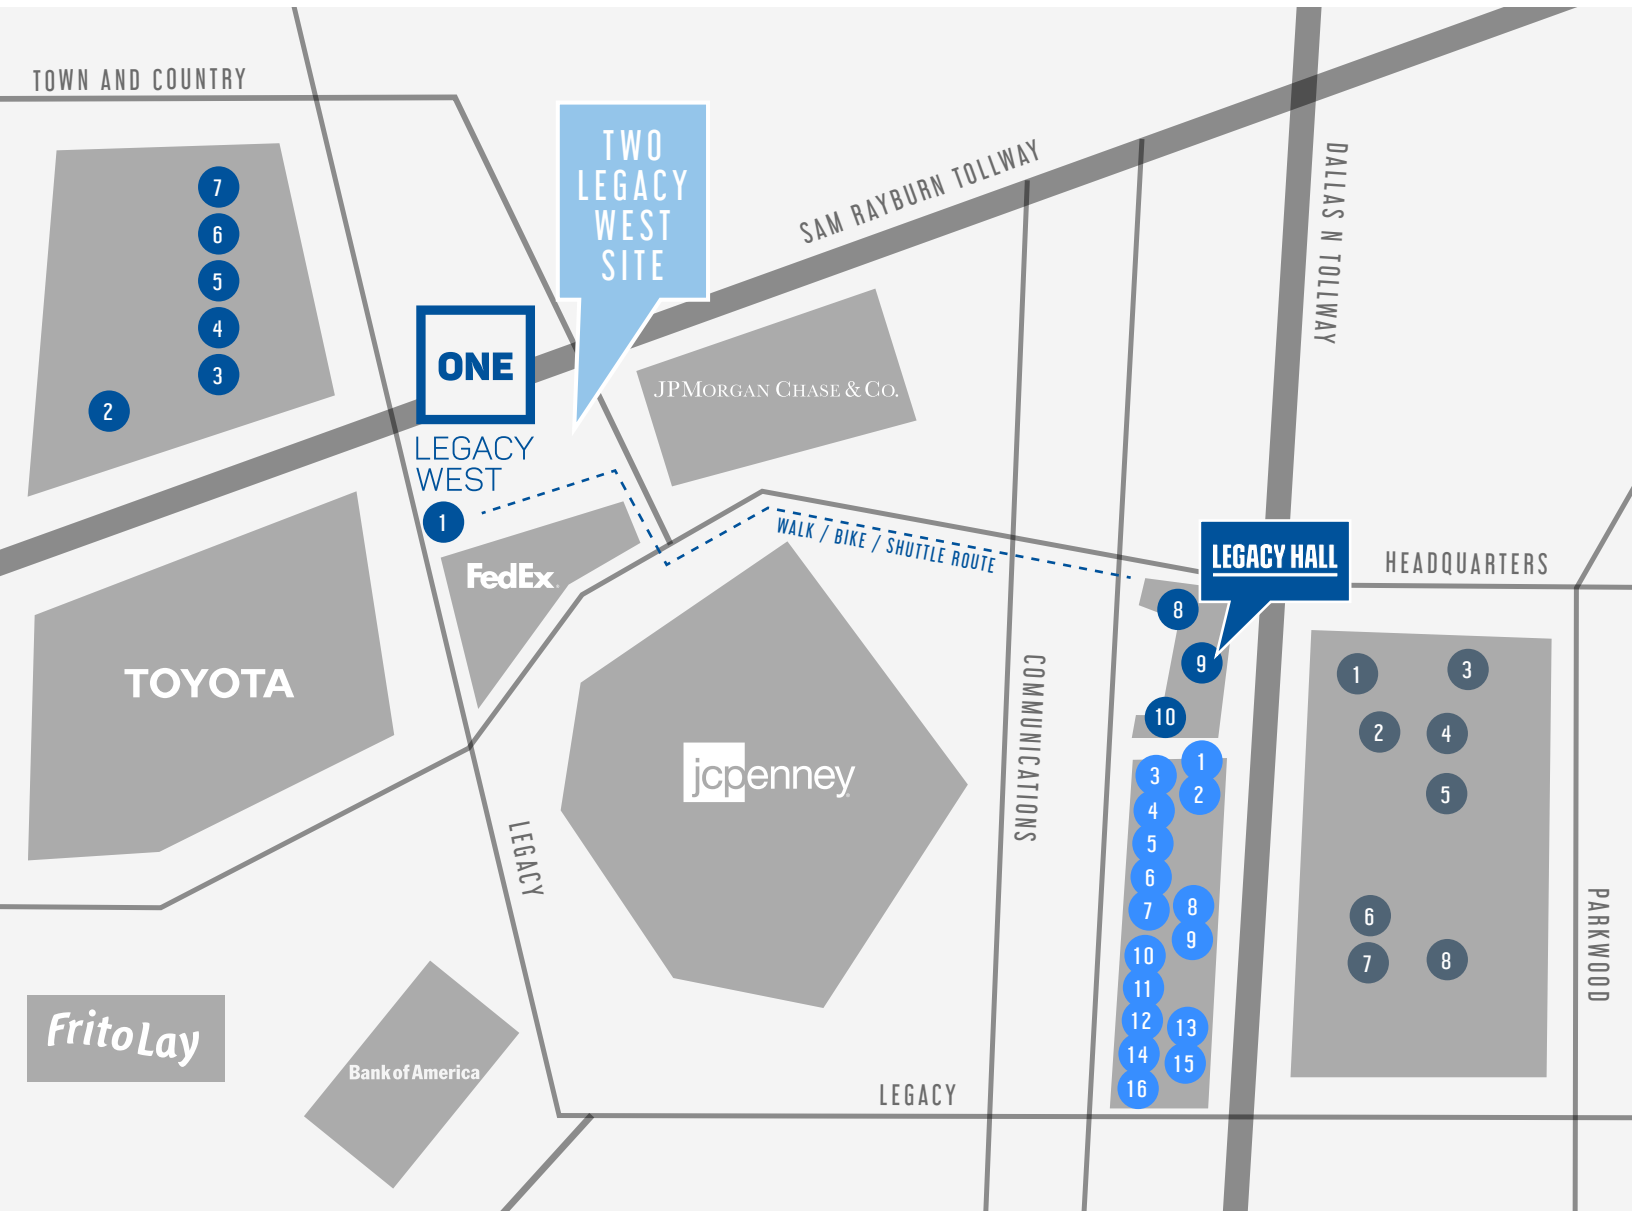 TOWN AND COUNTRY
TWO
LEGACY
WEST
SITE
SAM RAYBURN TOLLWAY
DALLAS N TOLLWAY
7
6
5
4
3
2
ONE
LEGACY
WEST
1
JPMORGAN CHASE & CO.
WALK / BIKE / SHUTTLE ROUTE
FedEx
LEGACY HALL
HEADQUARTERS
8
9
10
TOYOTA
jcpenney
COMMUNICATIONS
LEGACY
1
2
3
4
5
6
7
8
9
10
11
12
13
14
15
16
1
3
2
4
5
6
7
8
PARKWOOD
Frito Lay
Bank of America
LEGACY